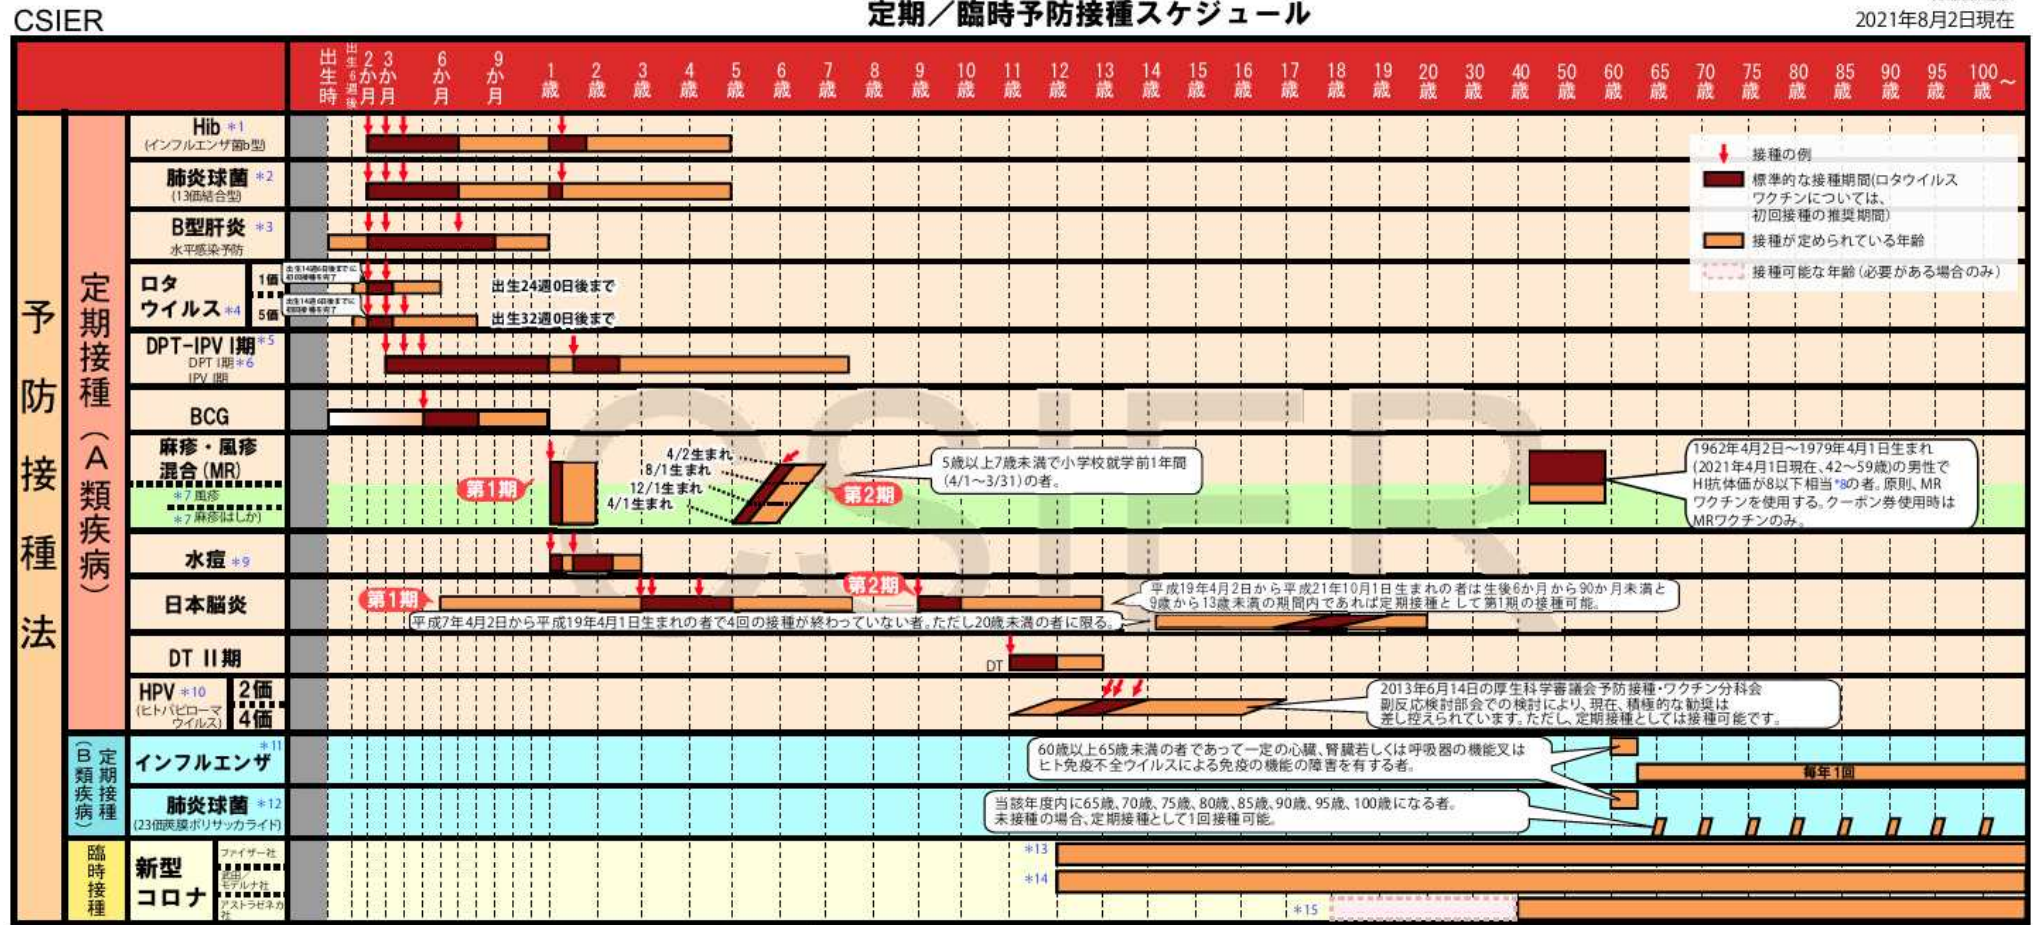 CSIER
定期／臨時予防接種スケジュール
2021年8月2日現在
出生時
出生6週後
2か月
3か月
6か月
9か月
1歳
2歳
3歳
4歳
5歳
6歳
7歳
8歳
9歳
10歳
11歳
12歳
13歳
14歳
15歳
16歳
17歳
18歳
19歳
20歳
30歳
40歳
50歳
60歳
65歳
70歳
75歳
80歳
85歳
90歳
95歳
100歳～
予防接種法
定期接種（A類疾病）
Hib *1
(インフルエンザ菌b型)
接種の例
標準的な接種期間(ロタウイルス
ワクチンについては、
初回接種の推奨期間)
接種が定められている年齢
接種可能な年齢(必要がある場合のみ)
肺炎球菌 *2
(13価結合型)
B型肝炎 *3
水平感染予防
ロタ
ウイルス *4
1価
出生14週6日後までに
初回接種を完了
出生24週0日後まで
5価
出生14週6日後までに
初回接種を完了
出生32週0日後まで
DPT-IPV I期 *5
DPT I期 *6
IPV I期
BCG
麻疹・風疹
混合(MR)
*7 風疹
*7 麻疹(はしか)
第1期
4/2生まれ
8/1生まれ
12/1生まれ
4/1生まれ
第2期
5歳以上7歳未満で小学校就学前1年間
(4/1～3/31)の者。
1962年4月2日～1979年4月1日生まれ
(2021年4月1日現在、42～59歳)の男性で
HI抗体価が8以下相当*8の者。原則、MR
ワクチンを使用する。クーポン券使用時は
MRワクチンのみ。
水痘 *9
日本脳炎
第1期
第2期
平成19年4月2日から平成21年10月1日生まれの者は生後6か月から90か月未満と
9歳から13歳未満の期間内であれば定期接種として第1期の接種可能。
平成7年4月2日から平成19年4月1日生まれの者で4回の接種が終わっていない者。ただし20歳未満の者に限る。
DT II期
DT
HPV *10
(ヒトパピローマ
ウイルス)
2価
4価
2013年6月14日の厚生科学審議会予防接種・ワクチン分科会
副反応検討部会での検討により、現在、積極的な勧奨は
差し控えられています。ただし、定期接種としては接種可能です。
定期接種（B類疾病）
インフルエンザ *11
60歳以上65歳未満の者であって一定の心臓、腎臓若しくは呼吸器の機能又は
ヒト免疫不全ウイルスによる免疫の機能の障害を有する者。
毎年1回
肺炎球菌 *12
(23価莢膜ポリサッカライド)
当該年度内に65歳、70歳、75歳、80歳、85歳、90歳、95歳、100歳になる者。
未接種の場合、定期接種として1回接種可能。
臨時接種
新型
コロナ
ファイザー社
*13
武田/
モデルナ社
*14
アストラゼネカ
社
*15
CSIER